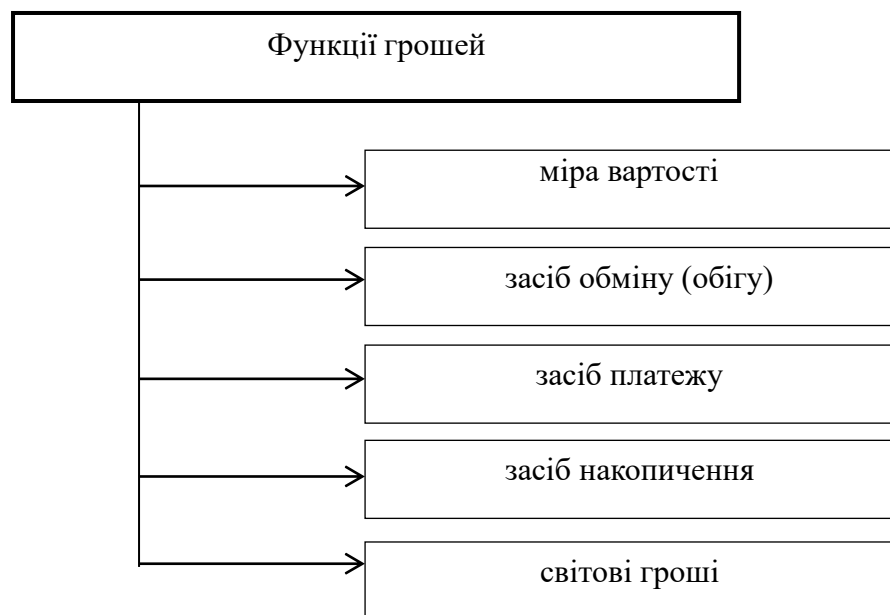 Функції грошей
міра вартості
засіб обміну (обігу)
засіб платежу
засіб накопичення
світові гроші